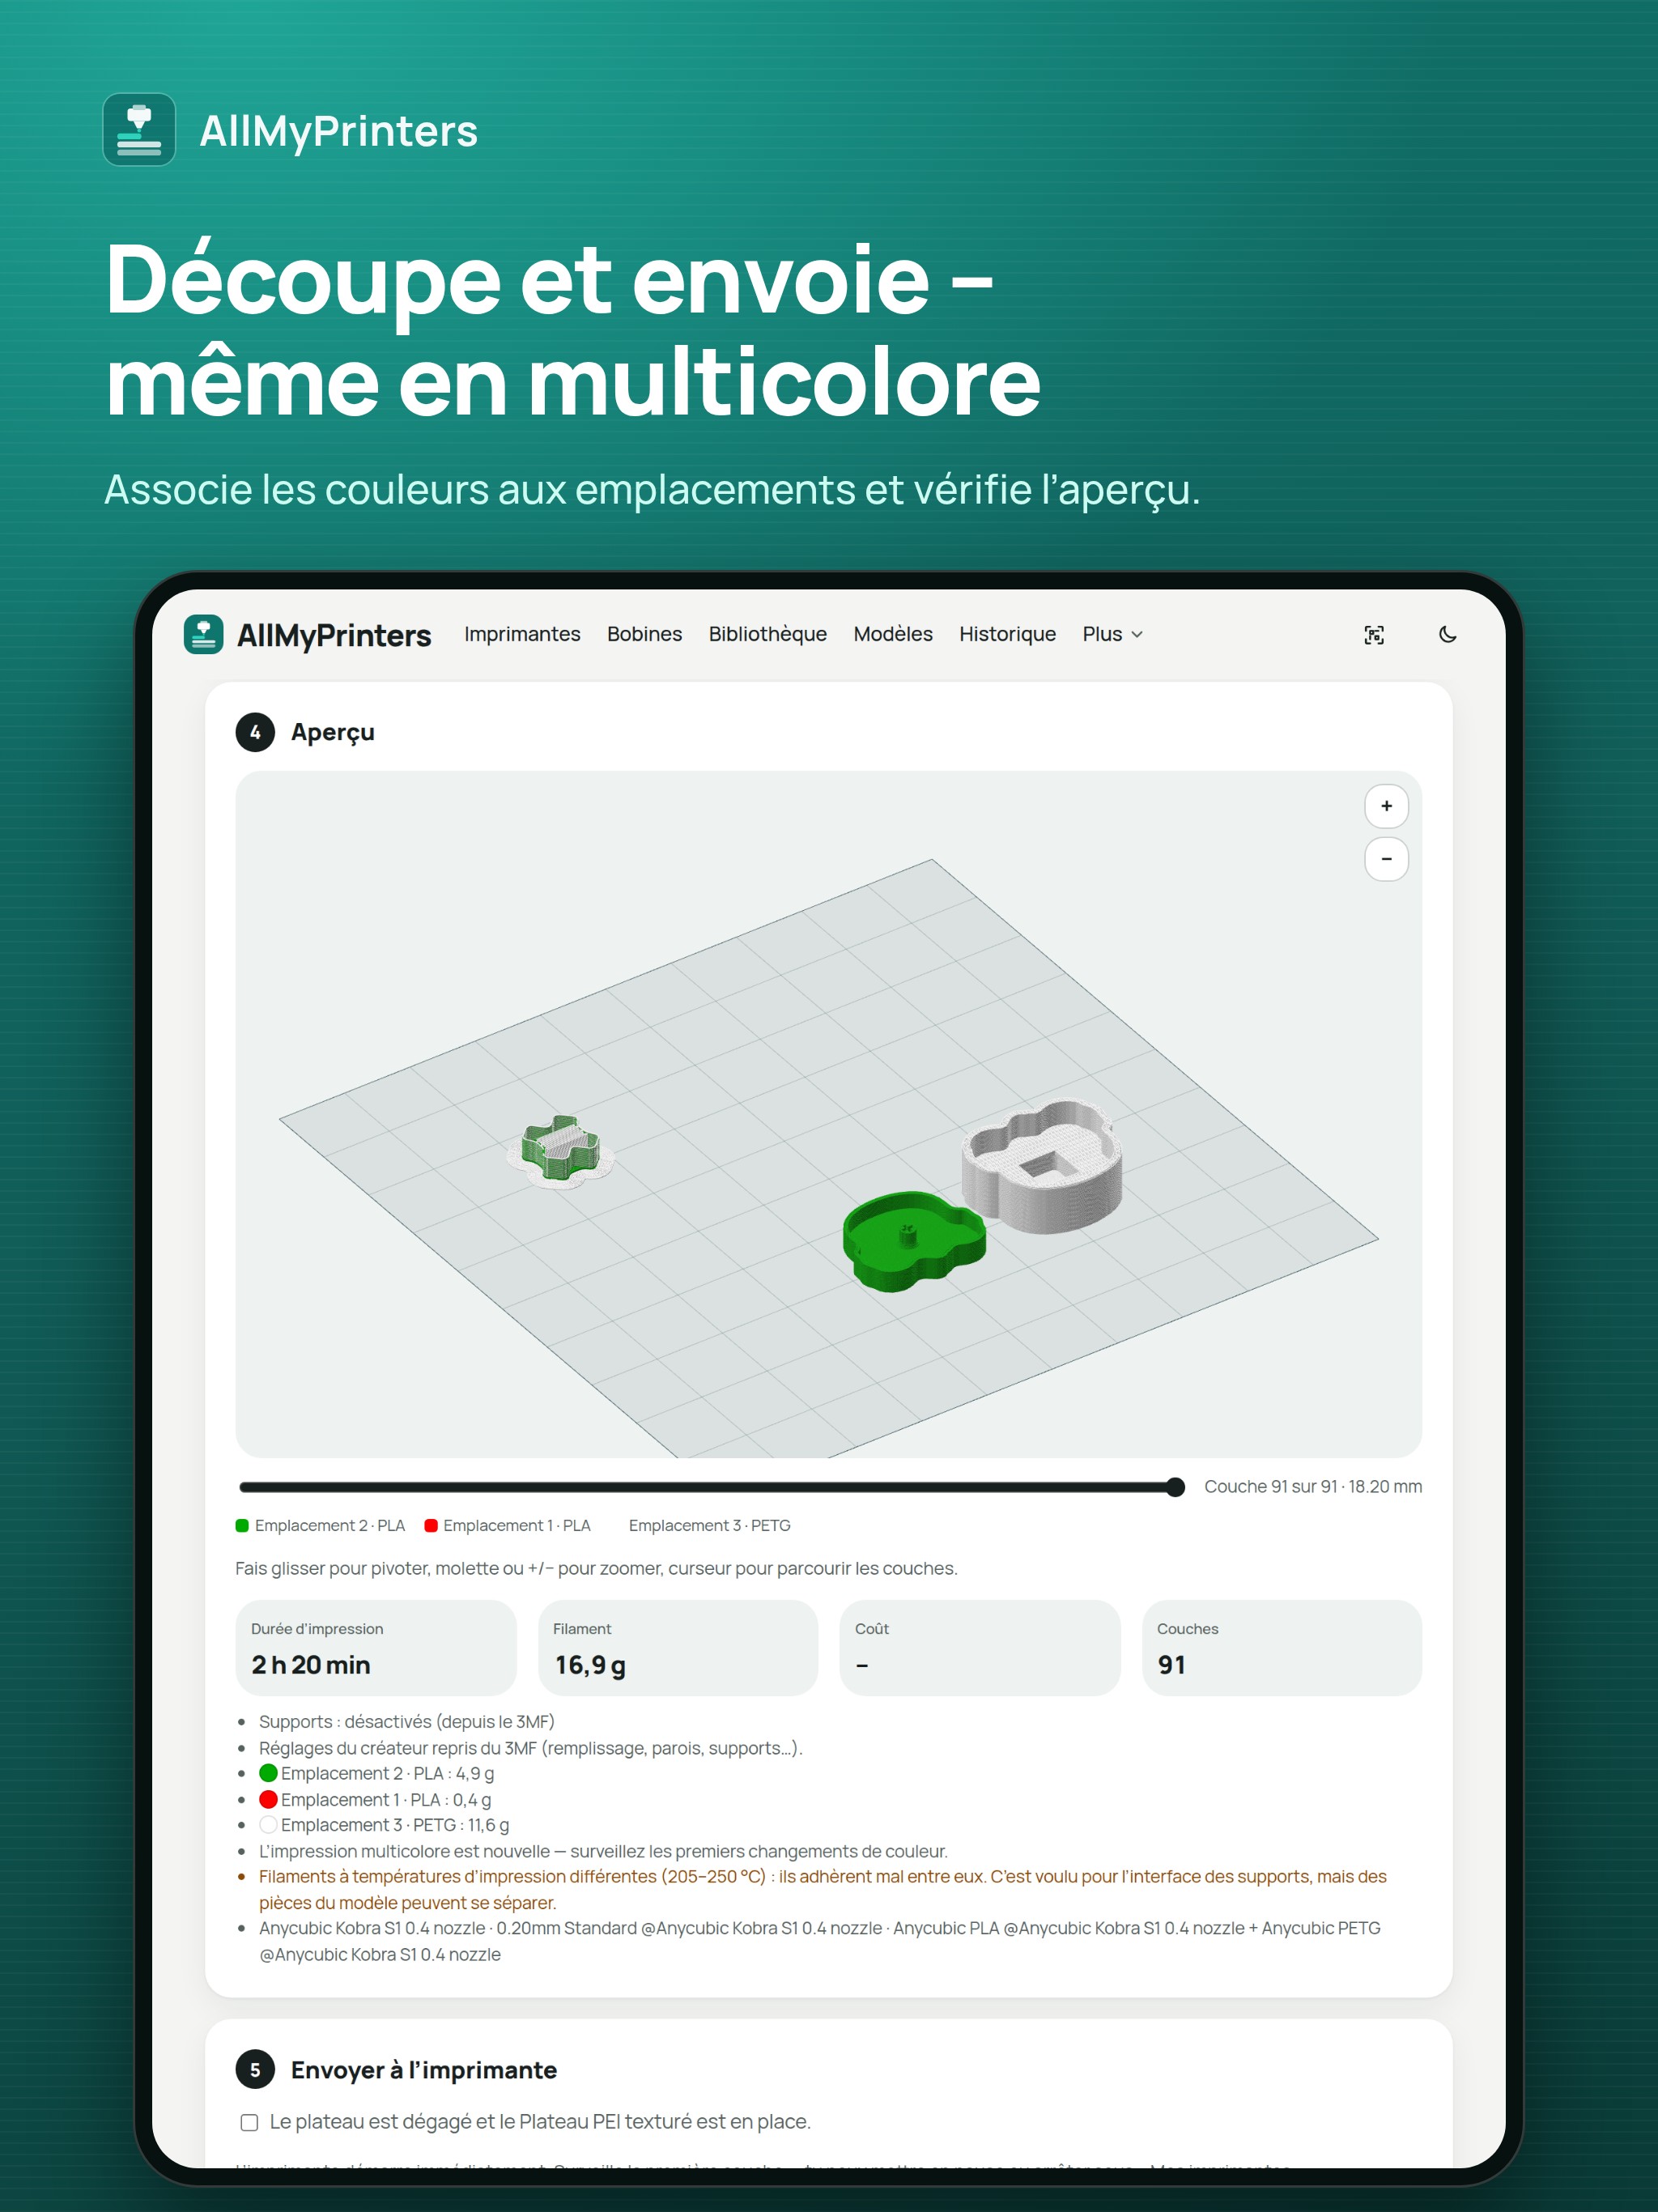 AllMyPrinters
Découpe et envoie –
même en multicolore
Associe les couleurs aux emplacements et vérifie l’aperçu.
AllMyPrinters Imprimantes Bobines Bibliothèque Modèles Historique Plus
4 Aperçu
+
−
Couche 91 sur 91 · 18.20 mm
Emplacement 2 · PLA Emplacement 1 · PLA Emplacement 3 · PETG
Fais glisser pour pivoter, molette ou +/− pour zoomer, curseur pour parcourir les couches.
Durée d’impression Filament Coût Couches
2 h 20 min 16,9 g – 91
• Supports : désactivés (depuis le 3MF)
• Réglages du créateur repris du 3MF (remplissage, parois, supports…).
• Emplacement 2 · PLA : 4,9 g
• Emplacement 1 · PLA : 0,4 g
• Emplacement 3 · PETG : 11,6 g
• L’impression multicolore est nouvelle — surveillez les premiers changements de couleur.
• Filaments à températures d’impression différentes (205–250 °C) : ils adhèrent mal entre eux. C’est voulu pour l’interface des supports, mais des
pièces du modèle peuvent se séparer.
• Anycubic Kobra S1 0.4 nozzle · 0.20mm Standard @Anycubic Kobra S1 0.4 nozzle · Anycubic PLA @Anycubic Kobra S1 0.4 nozzle + Anycubic PETG
@Anycubic Kobra S1 0.4 nozzle
5 Envoyer à l’imprimante
Le plateau est dégagé et le Plateau PEI texturé est en place.